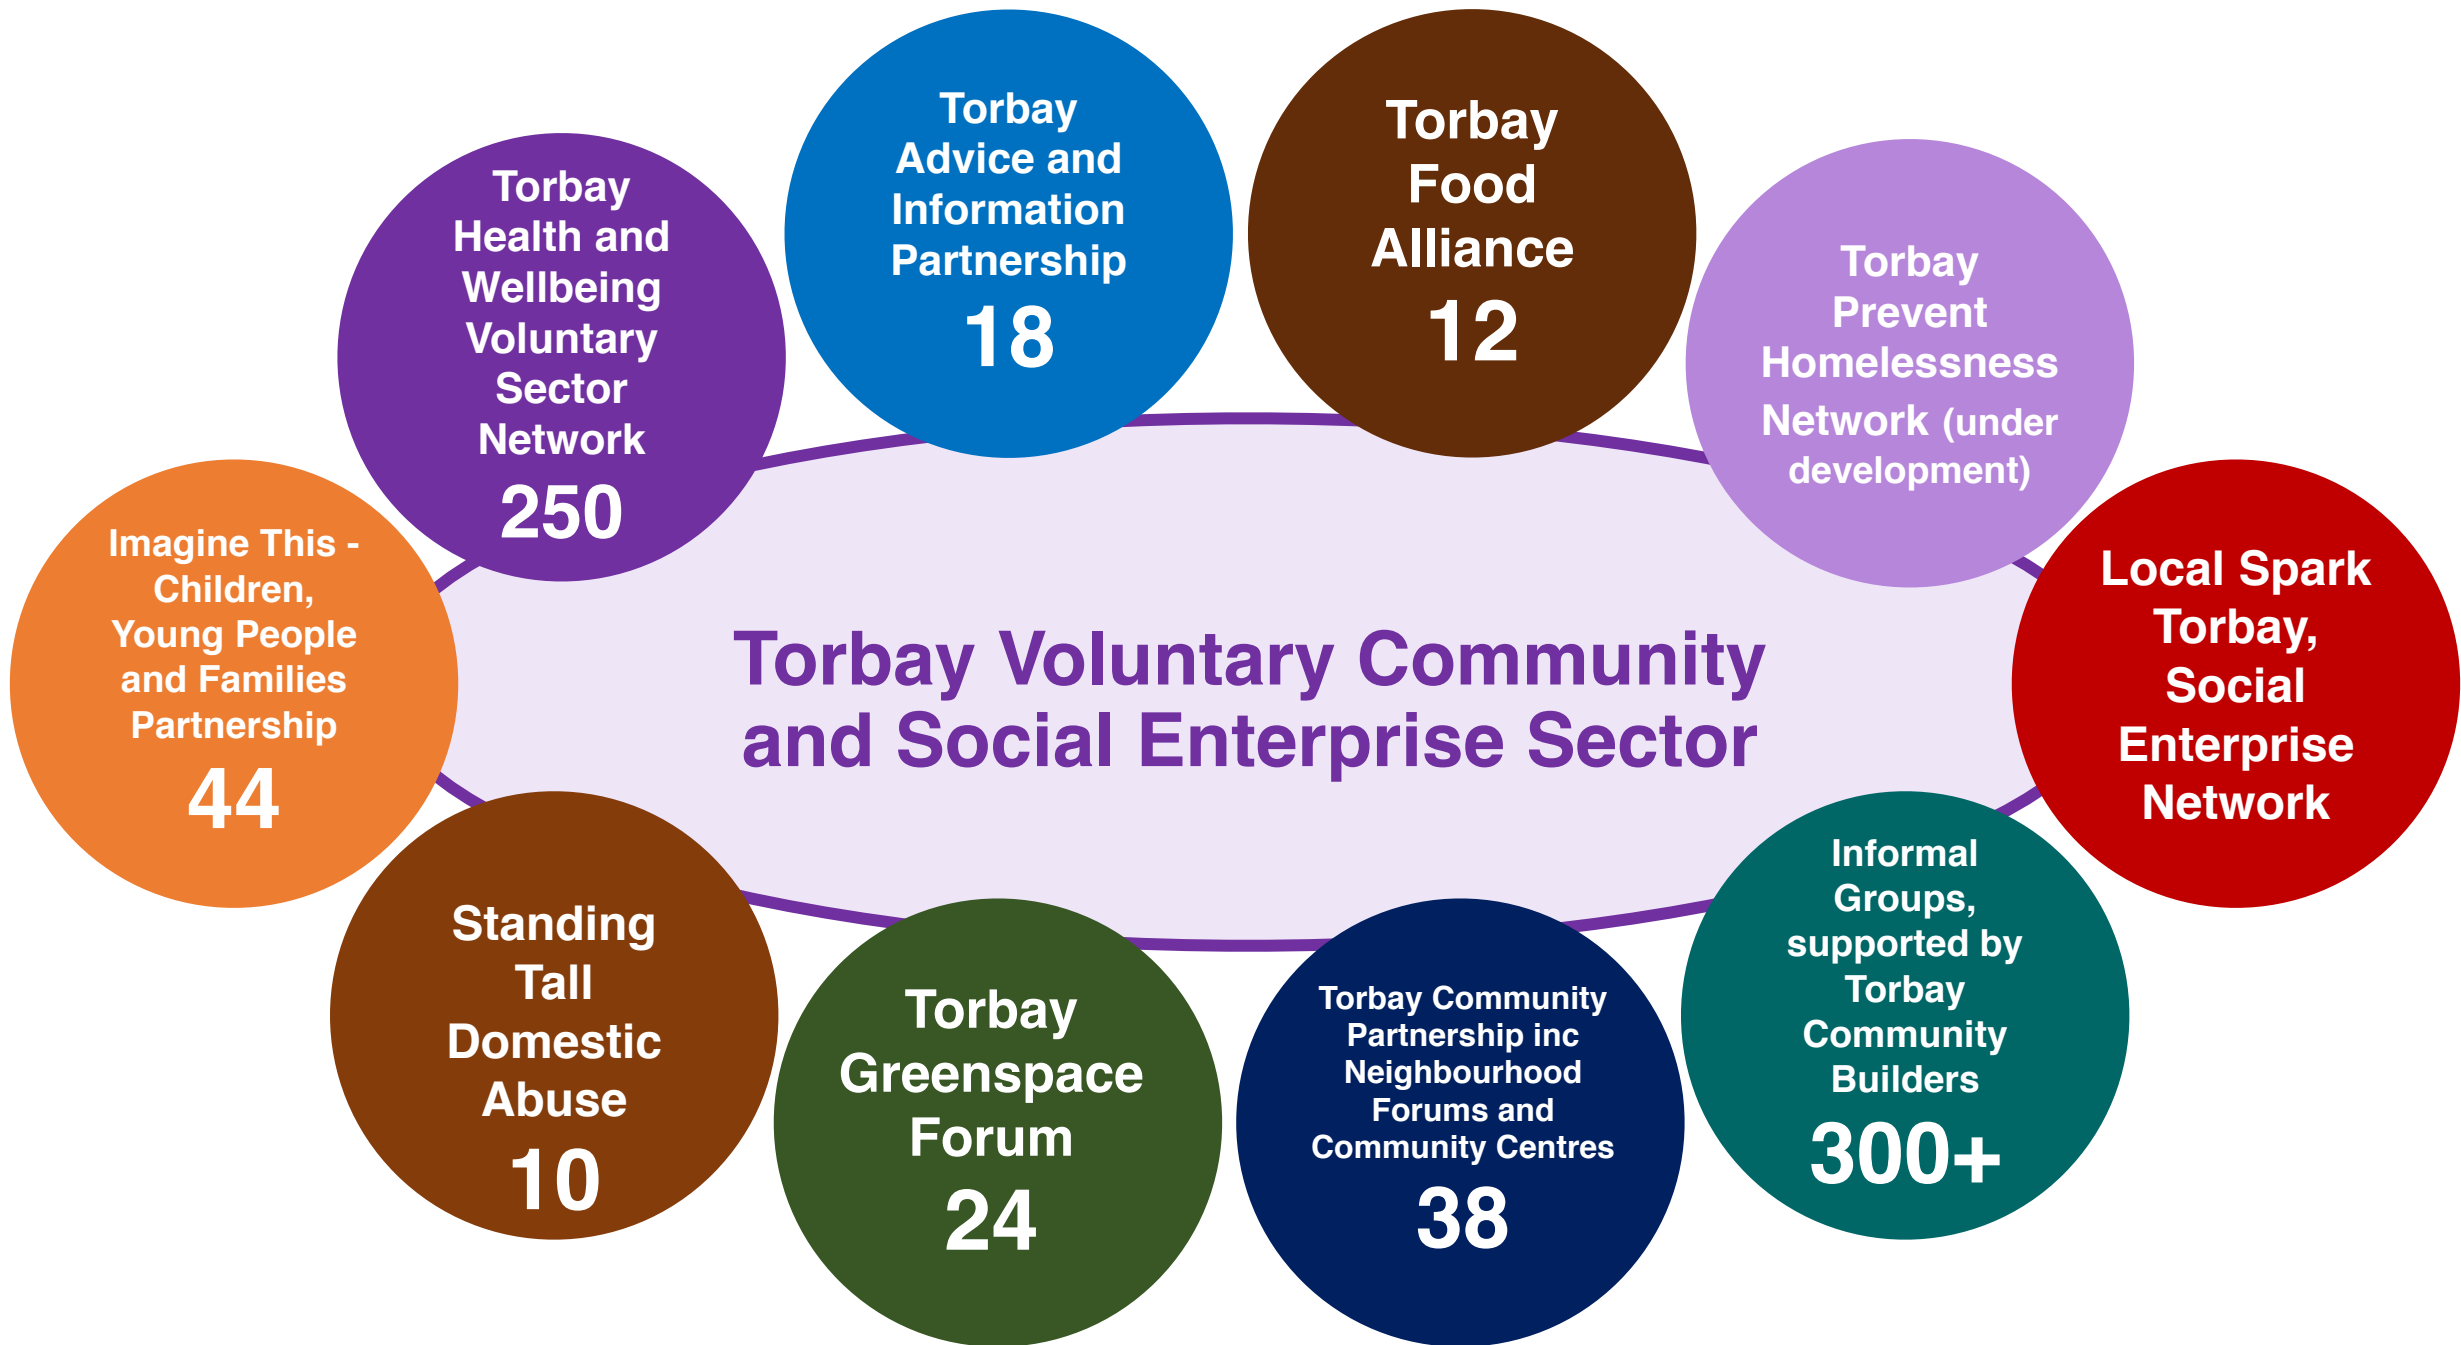 Torbay
Advice and
Information
Partnership
18
Torbay
Food
Alliance
12
Torbay
Health and
Wellbeing
Voluntary
Sector
Network
250
Torbay
Prevent
Homelessness
Network (under
development)
Imagine This -
Children,
Young People
and Families
Partnership
44
Torbay Voluntary Community
and Social Enterprise Sector
Local Spark
Torbay,
Social
Enterprise
Network
Standing
Tall
Domestic
Abuse
10
Torbay
Greenspace
Forum
24
Torbay Community
Partnership inc
Neighbourhood
Forums and
Community Centres
38
Informal
Groups,
supported by
Torbay
Community
Builders
300+